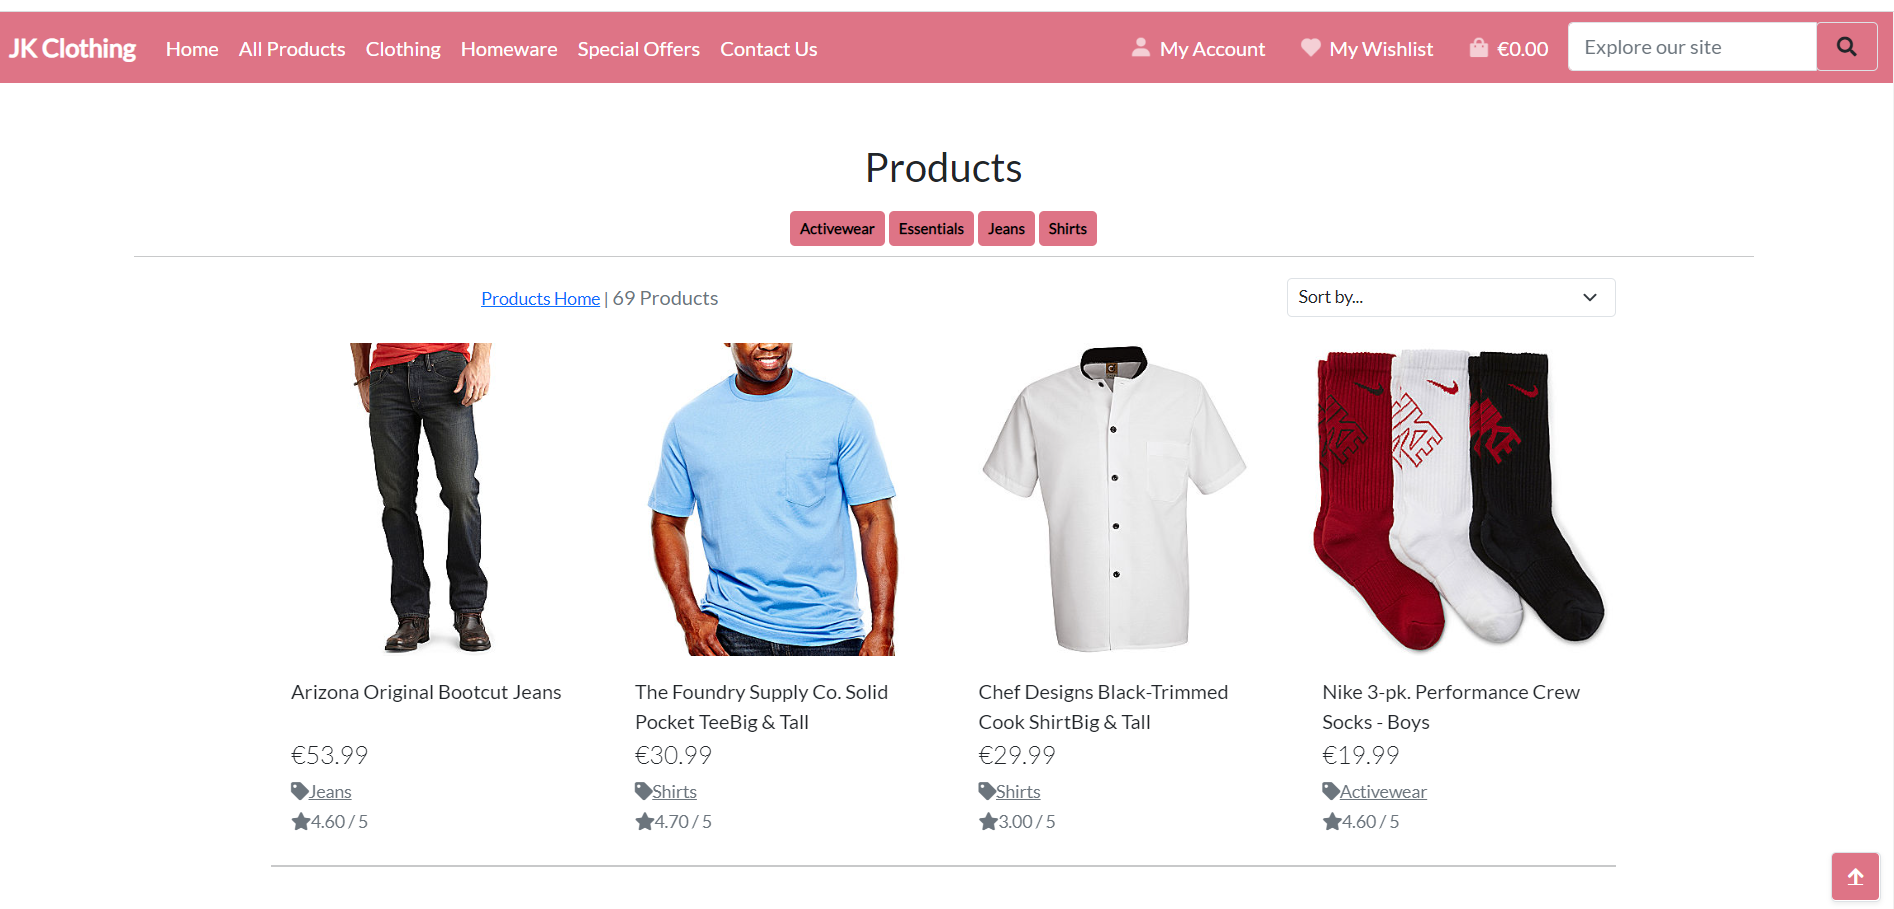 JK Clothing Home All Products Clothing Homeware Special Offers Contact Us My Account My Wishlist €0.00 Explore our site
Products
Activewear Essentials Jeans Shirts
Products Home | 69 Products Sort by...
Arizona Original Bootcut Jeans
€53.99
Jeans
4.60 / 5
The Foundry Supply Co. Solid
Pocket TeeBig & Tall
€30.99
Shirts
4.70 / 5
Chef Designs Black-Trimmed
Cook ShirtBig & Tall
€29.99
Shirts
3.00 / 5
Nike 3-pk. Performance Crew
Socks - Boys
€19.99
Activewear
4.60 / 5